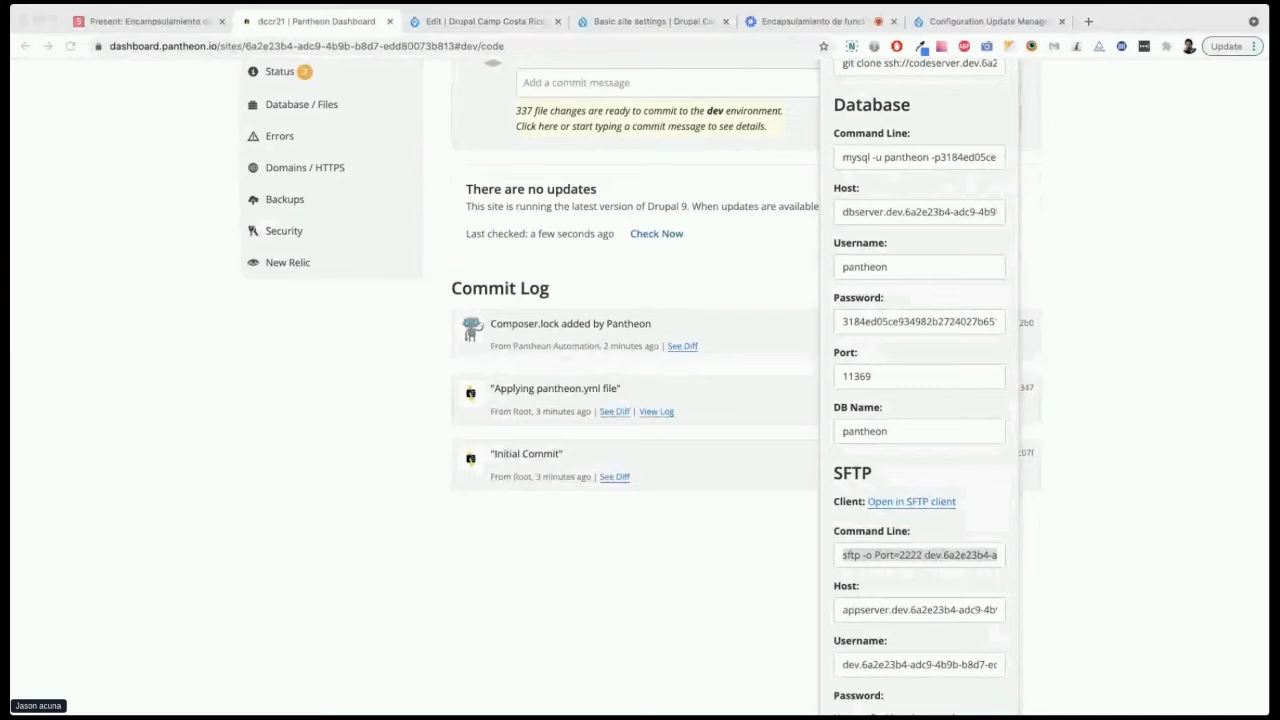 Present: Encampsulamiento d
dccr21 | Pantheon Dashboard
Edit | Drupal Camp Costa Rica
Basic site settings | Drupal Ca
Encapsulamiento de funci
Configuration Update Manag
dashboard.pantheon.io/sites/6a2e23b4-adc9-4b9b-b8d7-edd80073b813#dev/code
Update
Status
Database / Files
Errors
Domains / HTTPS
Backups
Security
New Relic
Add a commit message
337 file changes are ready to commit to the dev environment.
Click here or start typing a commit message to see details.
There are no updates
This site is running the latest version of Drupal 9. When updates are available
Last checked: a few seconds ago Check Now
Commit Log
Composer.lock added by Pantheon
From Pantheon Automation, 2 minutes ago | See Diff
2b0
"Applying pantheon.yml file"
From Root, 3 minutes ago | See Diff | View Log
347
"Initial Commit"
From Root, 3 minutes ago | See Diff
git clone ssh://codeserver.dev.6a2
Database
Command Line:
mysql -u pantheon -p3184ed05ce
Host:
dbserver.dev.6a2e23b4-adc9-4b9
Username:
pantheon
Password:
3184ed05ce934982b2724027b65
Port:
11369
DB Name:
pantheon
SFTP
Client: Open in SFTP client
Command Line:
sftp -o Port=2222 dev.6a2e23b4-a
Host:
appserver.dev.6a2e23b4-adc9-4b
Username:
dev.6a2e23b4-adc9-4b9b-b8d7-ec
Password:
Jason acuna